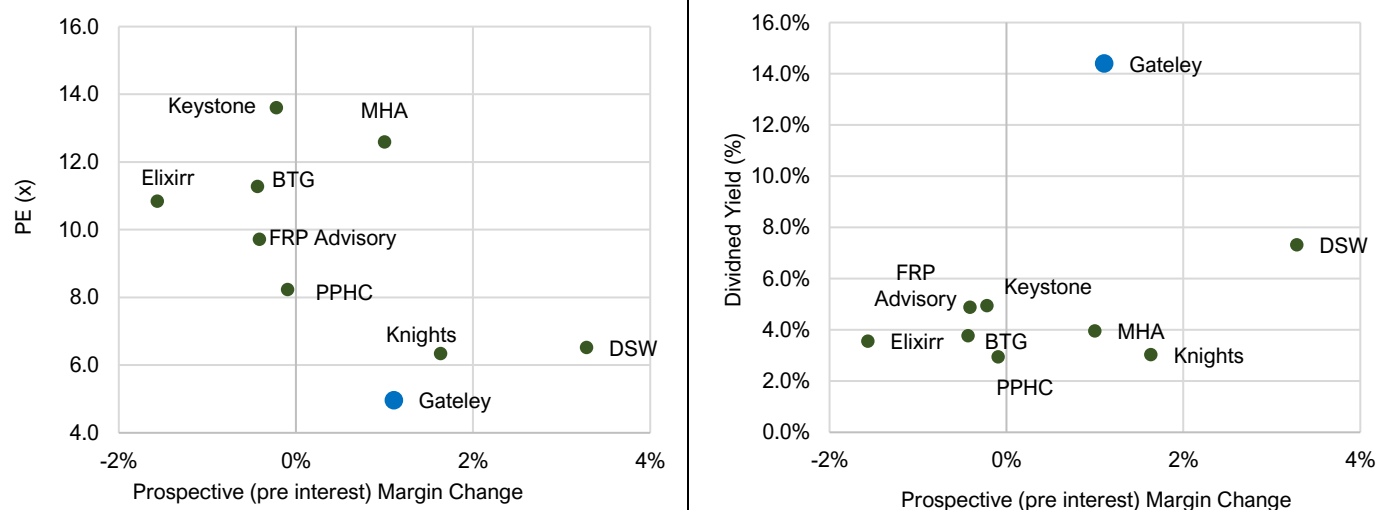 16.0
14.0
12.0
10.0
8.0
6.0
4.0
PE (x)
Keystone
MHA
Elixirr
BTG
FRP Advisory
PPHC
Knights
DSW
Gateley
-2%
0%
2%
4%
Prospective (pre interest) Margin Change
16.0%
14.0%
12.0%
10.0%
8.0%
6.0%
4.0%
2.0%
0.0%
Dividned Yield (%)
Gateley
DSW
FRP
Advisory
Keystone
Elixirr
BTG
MHA
Knights
PPHC
-2%
0%
2%
4%
Prospective (pre interest) Margin Change